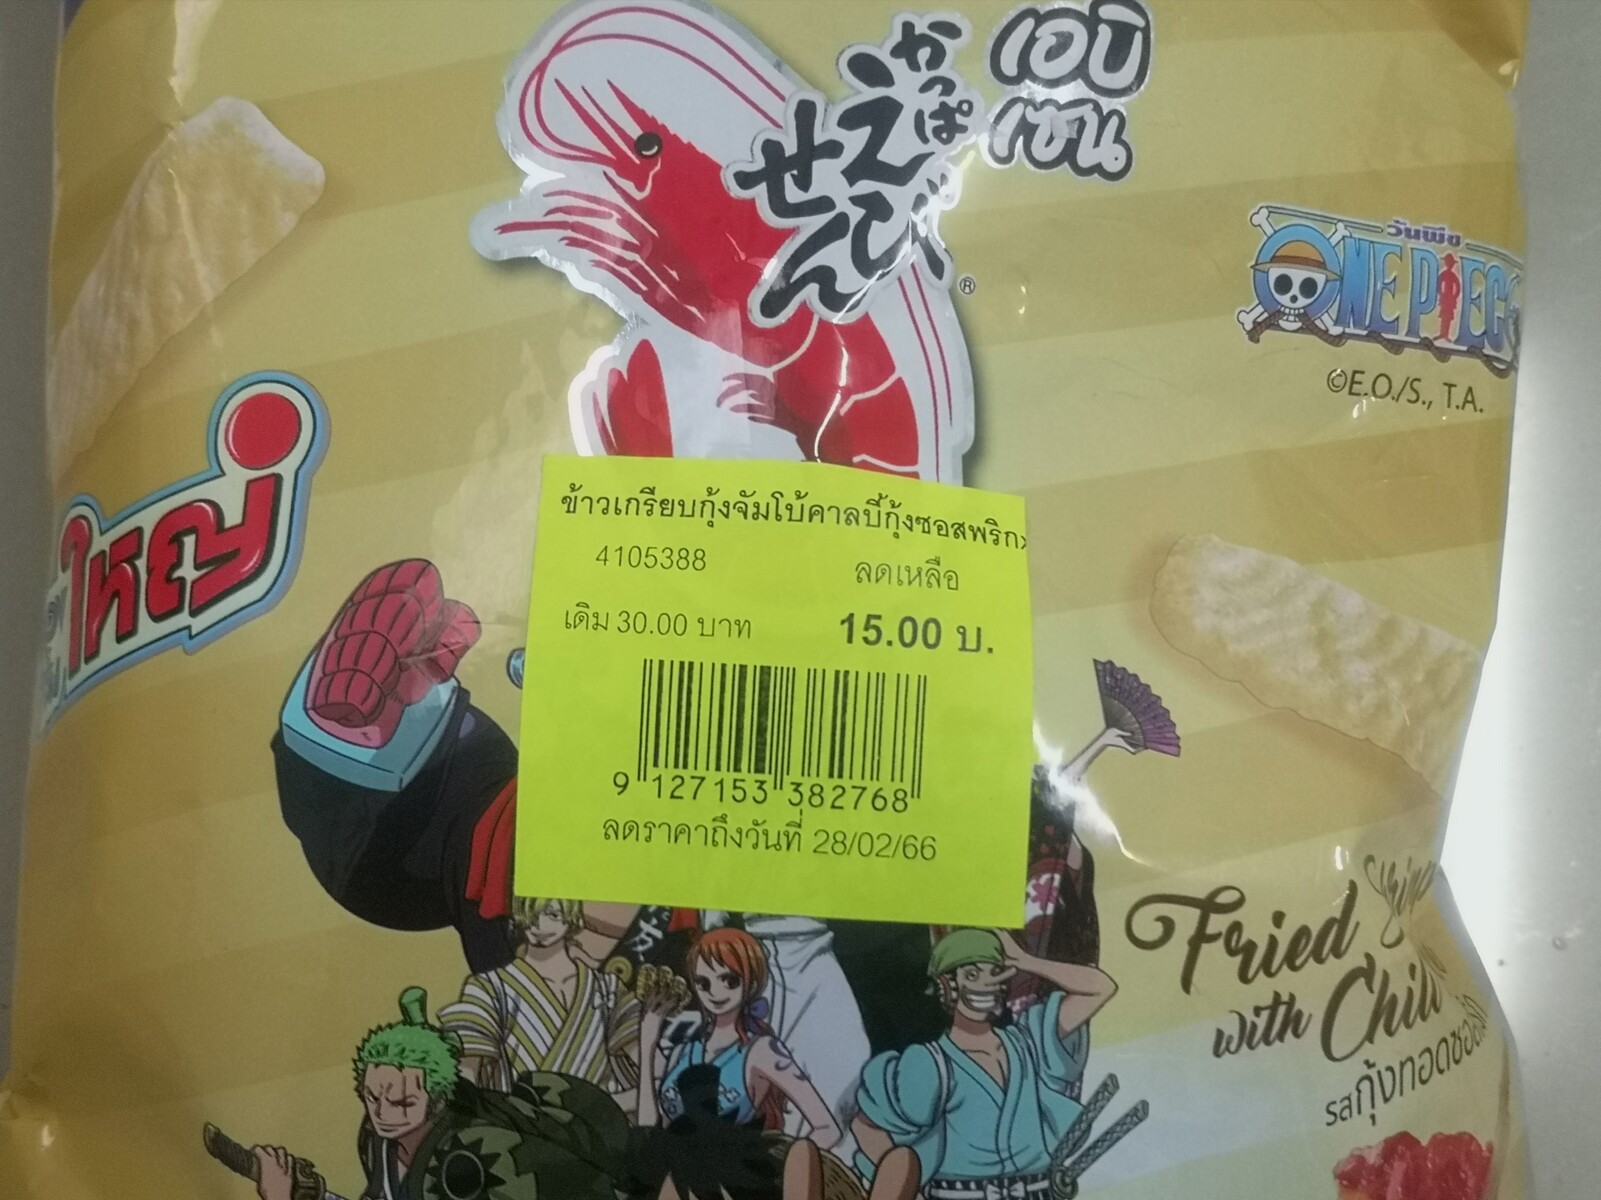 かっぱ
えび
せん
®
เอบิ
เซน
วันพีซ
ONE PIECE
©E.O./S., T.A.
ใหญ่
ข้าวเกรียบกุ้งจัมโบ้คาลบี้กุ้งซอสพริก
4105388
ลดเหลือ
เดิม 30.00 บาท
15.00 บ.
9 127153 382768
ลดราคาถึงวันที่ 28/02/66
Fried
with Chili
รสกุ้งทอดซอส